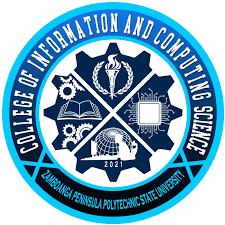 COLLEGE OF INFORMATION AND COMPUTING SCIENCE
2021
ZAMBOANGA PENINSULA POLYTECHNIC STATE UNIVERSITY